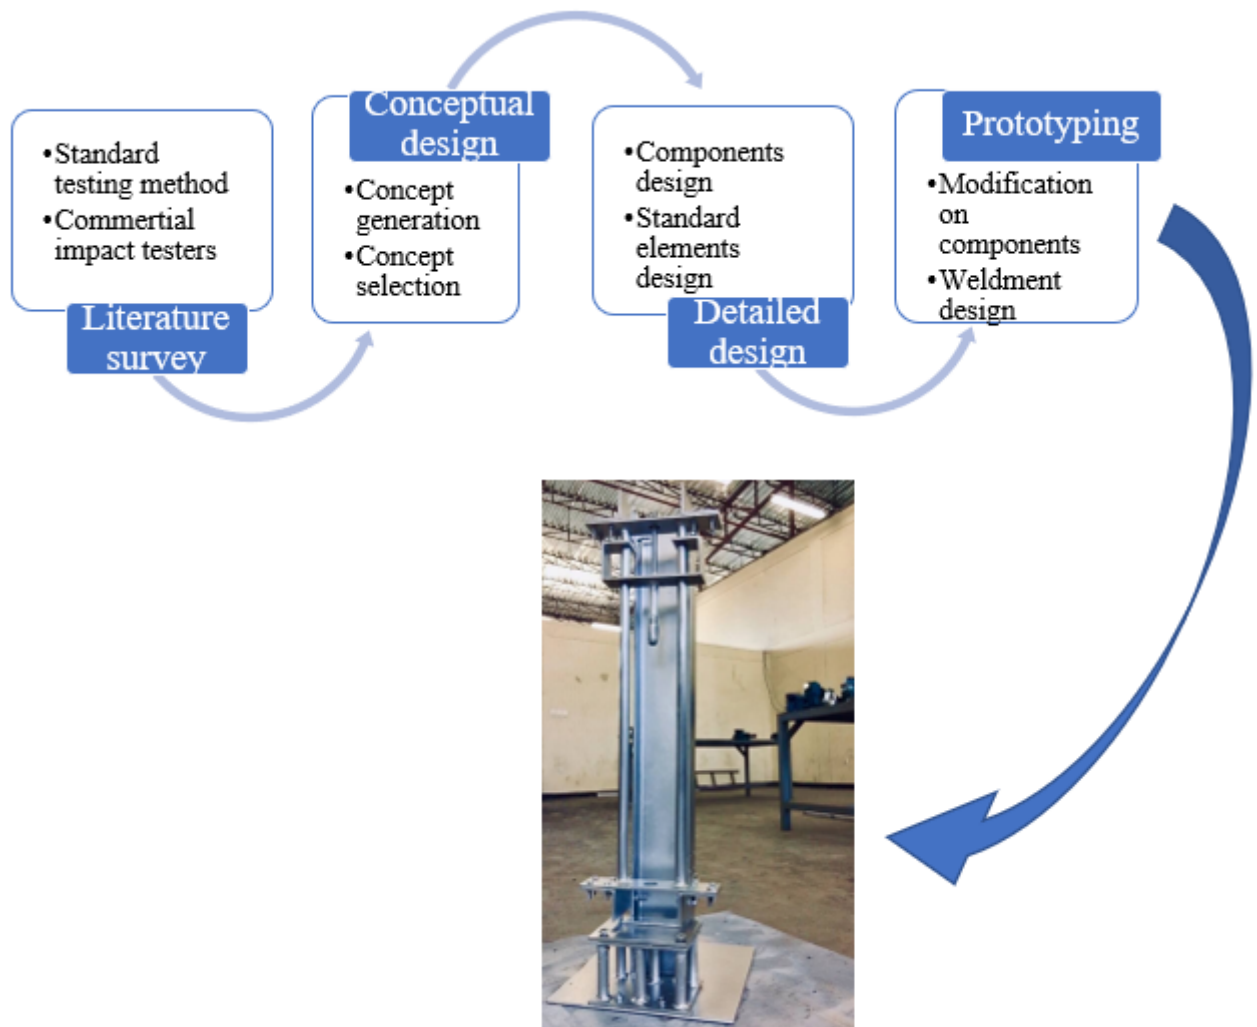 •Standard
testing method
•Commertial
impact testers
Literature
survey
Conceptual
design
•Concept
generation
•Concept
selection
•Components
design
•Standard
elements
design
Detailed
design
Prototyping
•Modification
on
components
•Weldment
design